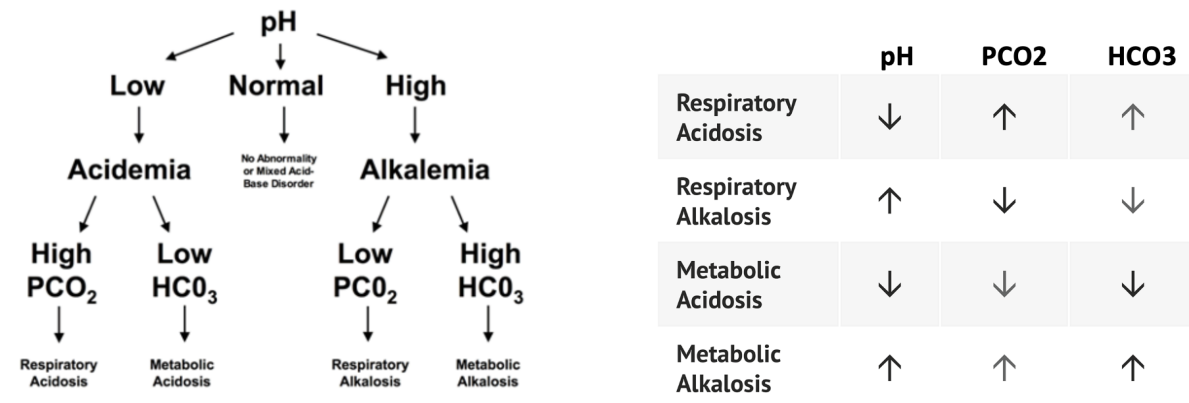 pH
Low Normal High
Acidemia
No Abnormality
or Mixed Acid-
Base Disorder
Alkalemia
High
PCO₂
Low
HC0₃
Low
PC0₂
High
HC0₃
Respiratory
Acidosis
Metabolic
Acidosis
Respiratory
Alkalosis
Metabolic
Alkalosis
pH PCO2 HCO3
Respiratory
Acidosis
↓ ↑ ↑
Respiratory
Alkalosis
↑ ↓ ↓
Metabolic
Acidosis
↓ ↓ ↓
Metabolic
Alkalosis
↑ ↑ ↑